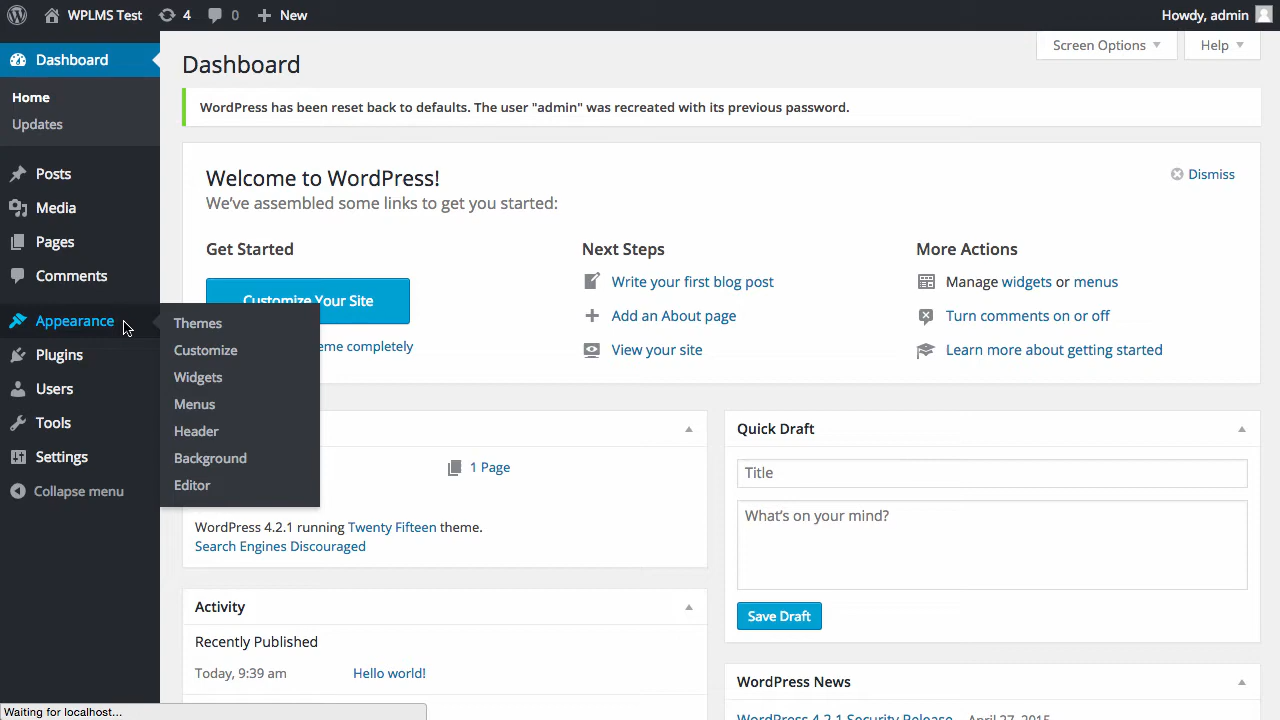 WPLMS Test 4 0 New Howdy, admin
Dashboard
Home
Updates
Posts
Media
Pages
Comments
Appearance
Plugins
Users
Tools
Settings
Collapse menu
Themes
Customize
Widgets
Menus
Header
Background
Editor
Screen Options Help
Dashboard
WordPress has been reset back to defaults. The user "admin" was recreated with its previous password.
Welcome to WordPress!
Dismiss
We've assembled some links to get you started:
Get Started
Customize Your Site
completely
Next Steps
Write your first blog post
Add an About page
View your site
More Actions
Manage widgets or menus
Turn comments on or off
Learn more about getting started
1 Page
WordPress 4.2.1 running Twenty Fifteen theme.
Search Engines Discouraged
Activity
Recently Published
Today, 9:39 am Hello world!
Quick Draft
Title
What's on your mind?
Save Draft
WordPress News
WordPress 4.2.1 Security Release April 27, 2015
Waiting for localhost...